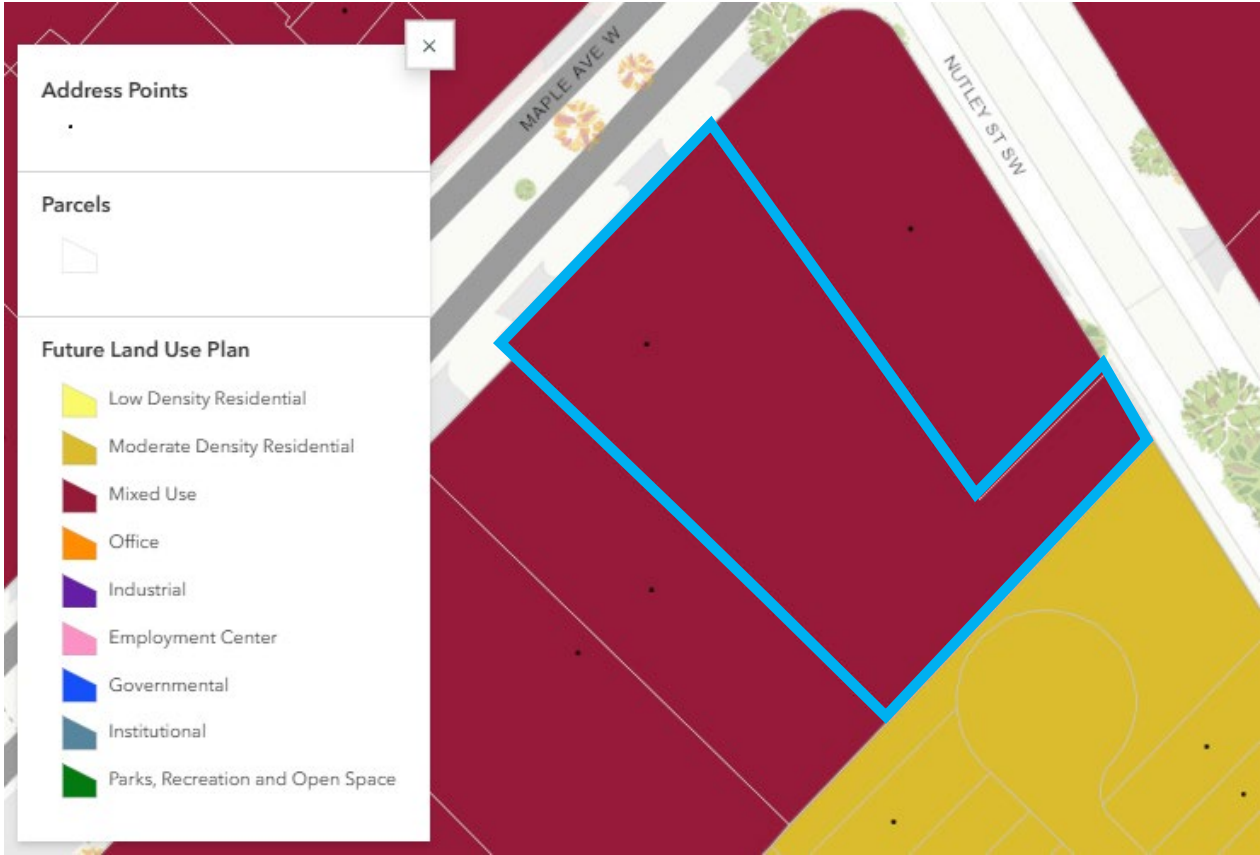 ×
Address Points
Parcels
Future Land Use Plan
Low Density Residential
Moderate Density Residential
Mixed Use
Office
Industrial
Employment Center
Governmental
Institutional
Parks, Recreation and Open Space
MAPLE AVE W
NUTLEY ST SW